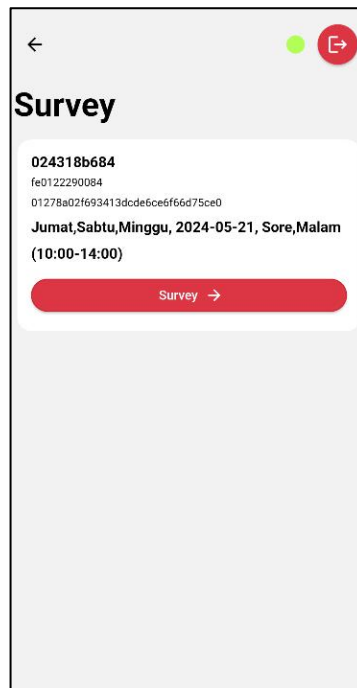 Survey
024318b684
fe0122290084
01278a02f693413dcde6ce6f66d75ce0
Jumat,Sabtu,Minggu, 2024-05-21, Sore,Malam
(10:00-14:00)
Survey